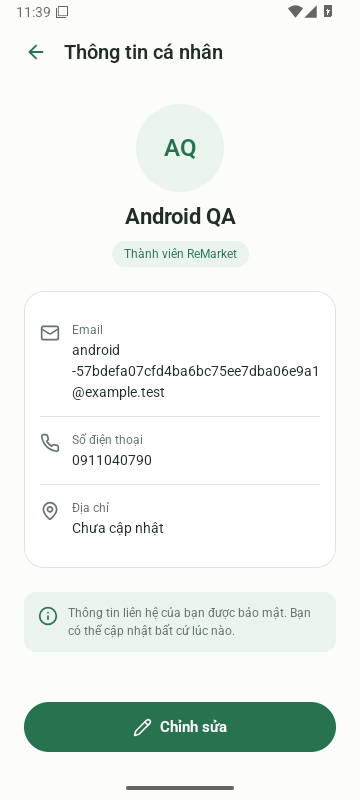 11:39
Thông tin cá nhân
AQ
Android QA
Thành viên ReMarket
Email
android
-57bdefa07cfd4ba6bc75ee7dba06e9a1
@example.test
Số điện thoại
0911040790
Địa chỉ
Chưa cập nhật
Thông tin liên hệ của bạn được bảo mật. Bạn
có thể cập nhật bất cứ lúc nào.
Chỉnh sửa